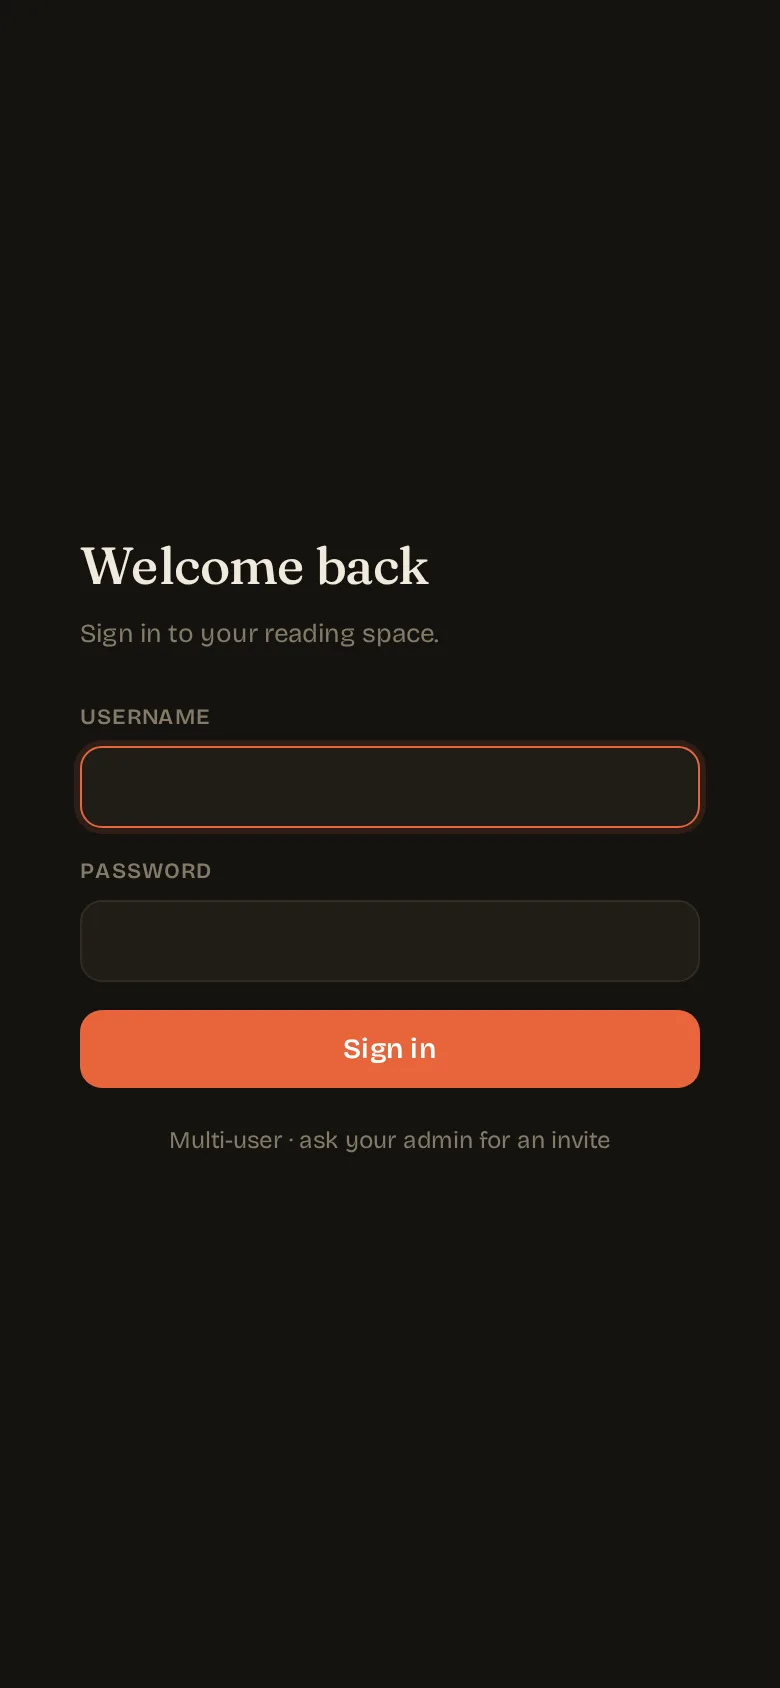 Welcome back
Sign in to your reading space.
USERNAME
PASSWORD
Sign in
Multi-user · ask your admin for an invite